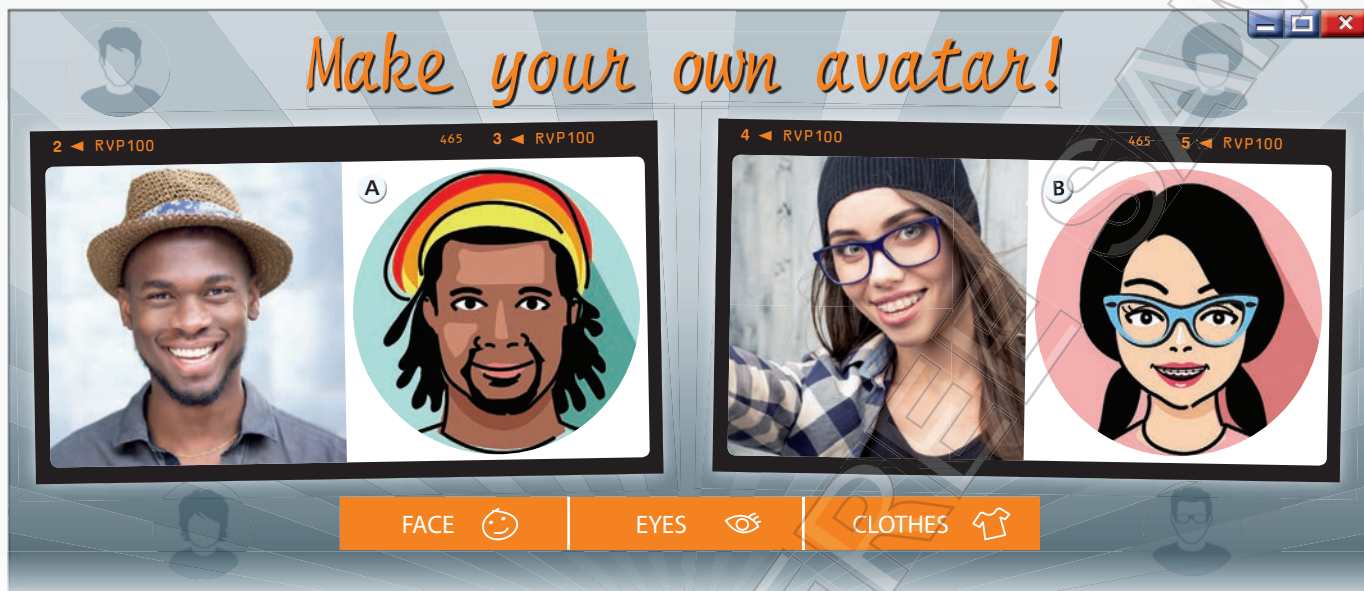 Make your own avatar!
2 ◄ RVP100 465 3 ◄ RVP100
A
4 ◄ RVP100 465 5 ◄ RVP100
B
FACE EYES CLOTHES